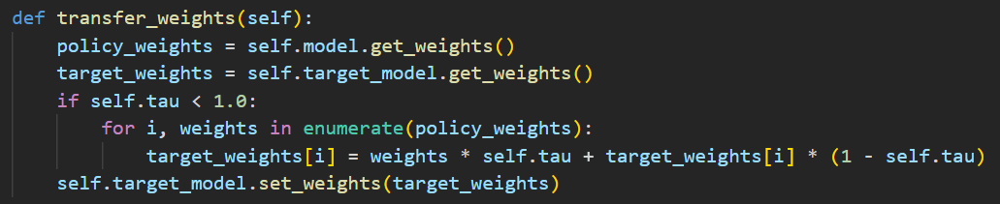 def transfer_weights(self):
    policy_weights = self.model.get_weights()
    target_weights = self.target_model.get_weights()
    if self.tau < 1.0:
        for i, weights in enumerate(policy_weights):
            target_weights[i] = weights * self.tau + target_weights[i] * (1 - self.tau)
    self.target_model.set_weights(target_weights)